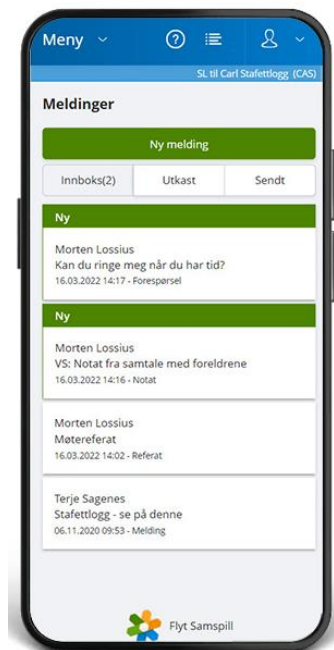 Meny
SL til Carl Stafettlogg (CAS)
Meldinger
Ny melding
Innboks(2) Utkast Sendt
Ny
Morten Lossius
Kan du ringe meg når du har tid?
16.03.2022 14:17 - Forespørsel
Ny
Morten Lossius
VS: Notat fra samtale med foreldrene
16.03.2022 14:16 - Notat
Morten Lossius
Møtereferat
16.03.2022 14:02 - Referat
Terje Sagenes
Stafettlogg - se på denne
06.11.2020 09:53 - Melding
Flyt Samspill